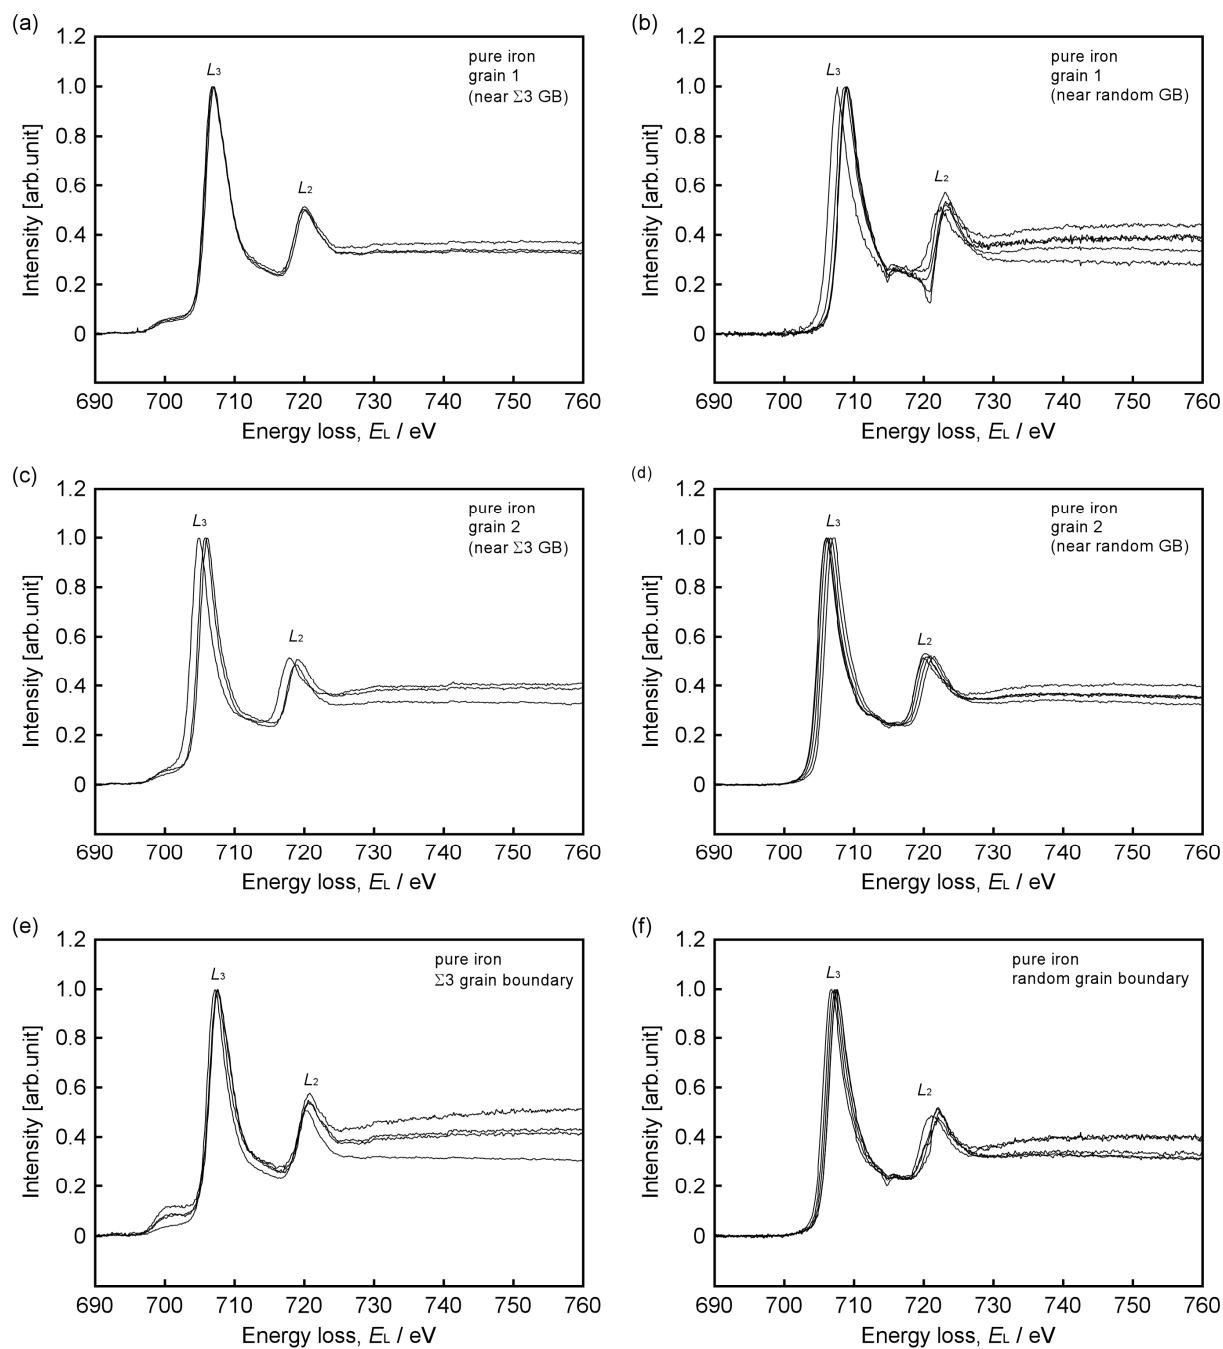 (a)
1.2
1.0
0.8
0.6
0.4
0.2
0
Intensity [arb.unit]
pure iron
grain 1
(near Σ3 GB)
L3
L2
690 700 710 720 730 740 750 760
Energy loss, EL / eV
(b)
1.2
1.0
0.8
0.6
0.4
0.2
0
Intensity [arb.unit]
pure iron
grain 1
(near random GB)
L3
L2
690 700 710 720 730 740 750 760
Energy loss, EL / eV
(c)
1.2
1.0
0.8
0.6
0.4
0.2
0
Intensity [arb.unit]
pure iron
grain 2
(near Σ3 GB)
L3
L2
690 700 710 720 730 740 750 760
Energy loss, EL / eV
(d)
1.2
1.0
0.8
0.6
0.4
0.2
0
Intensity [arb.unit]
pure iron
grain 2
(near random GB)
L3
L2
690 700 710 720 730 740 750 760
Energy loss, EL / eV
(e)
1.2
1.0
0.8
0.6
0.4
0.2
0
Intensity [arb.unit]
pure iron
Σ3 grain boundary
L3
L2
690 700 710 720 730 740 750 760
Energy loss, EL / eV
(f)
1.2
1.0
0.8
0.6
0.4
0.2
0
Intensity [arb.unit]
pure iron
random grain boundary
L3
L2
690 700 710 720 730 740 750 760
Energy loss, EL / eV